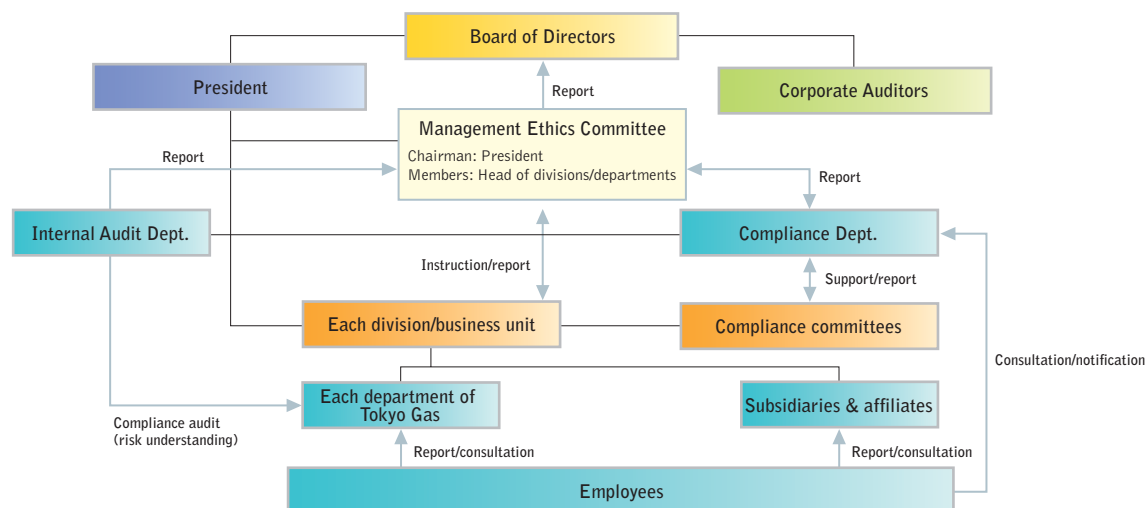 Board of Directors
President
Corporate Auditors
Report
Management Ethics Committee
Chairman: President
Members: Head of divisions/departments
Report
Report
Internal Audit Dept.
Compliance Dept.
Instruction/report
Support/report
Each division/business unit
Compliance committees
Consultation/notification
Each department of
Tokyo Gas
Subsidiaries & affiliates
Compliance audit
(risk understanding)
Report/consultation
Report/consultation
Employees